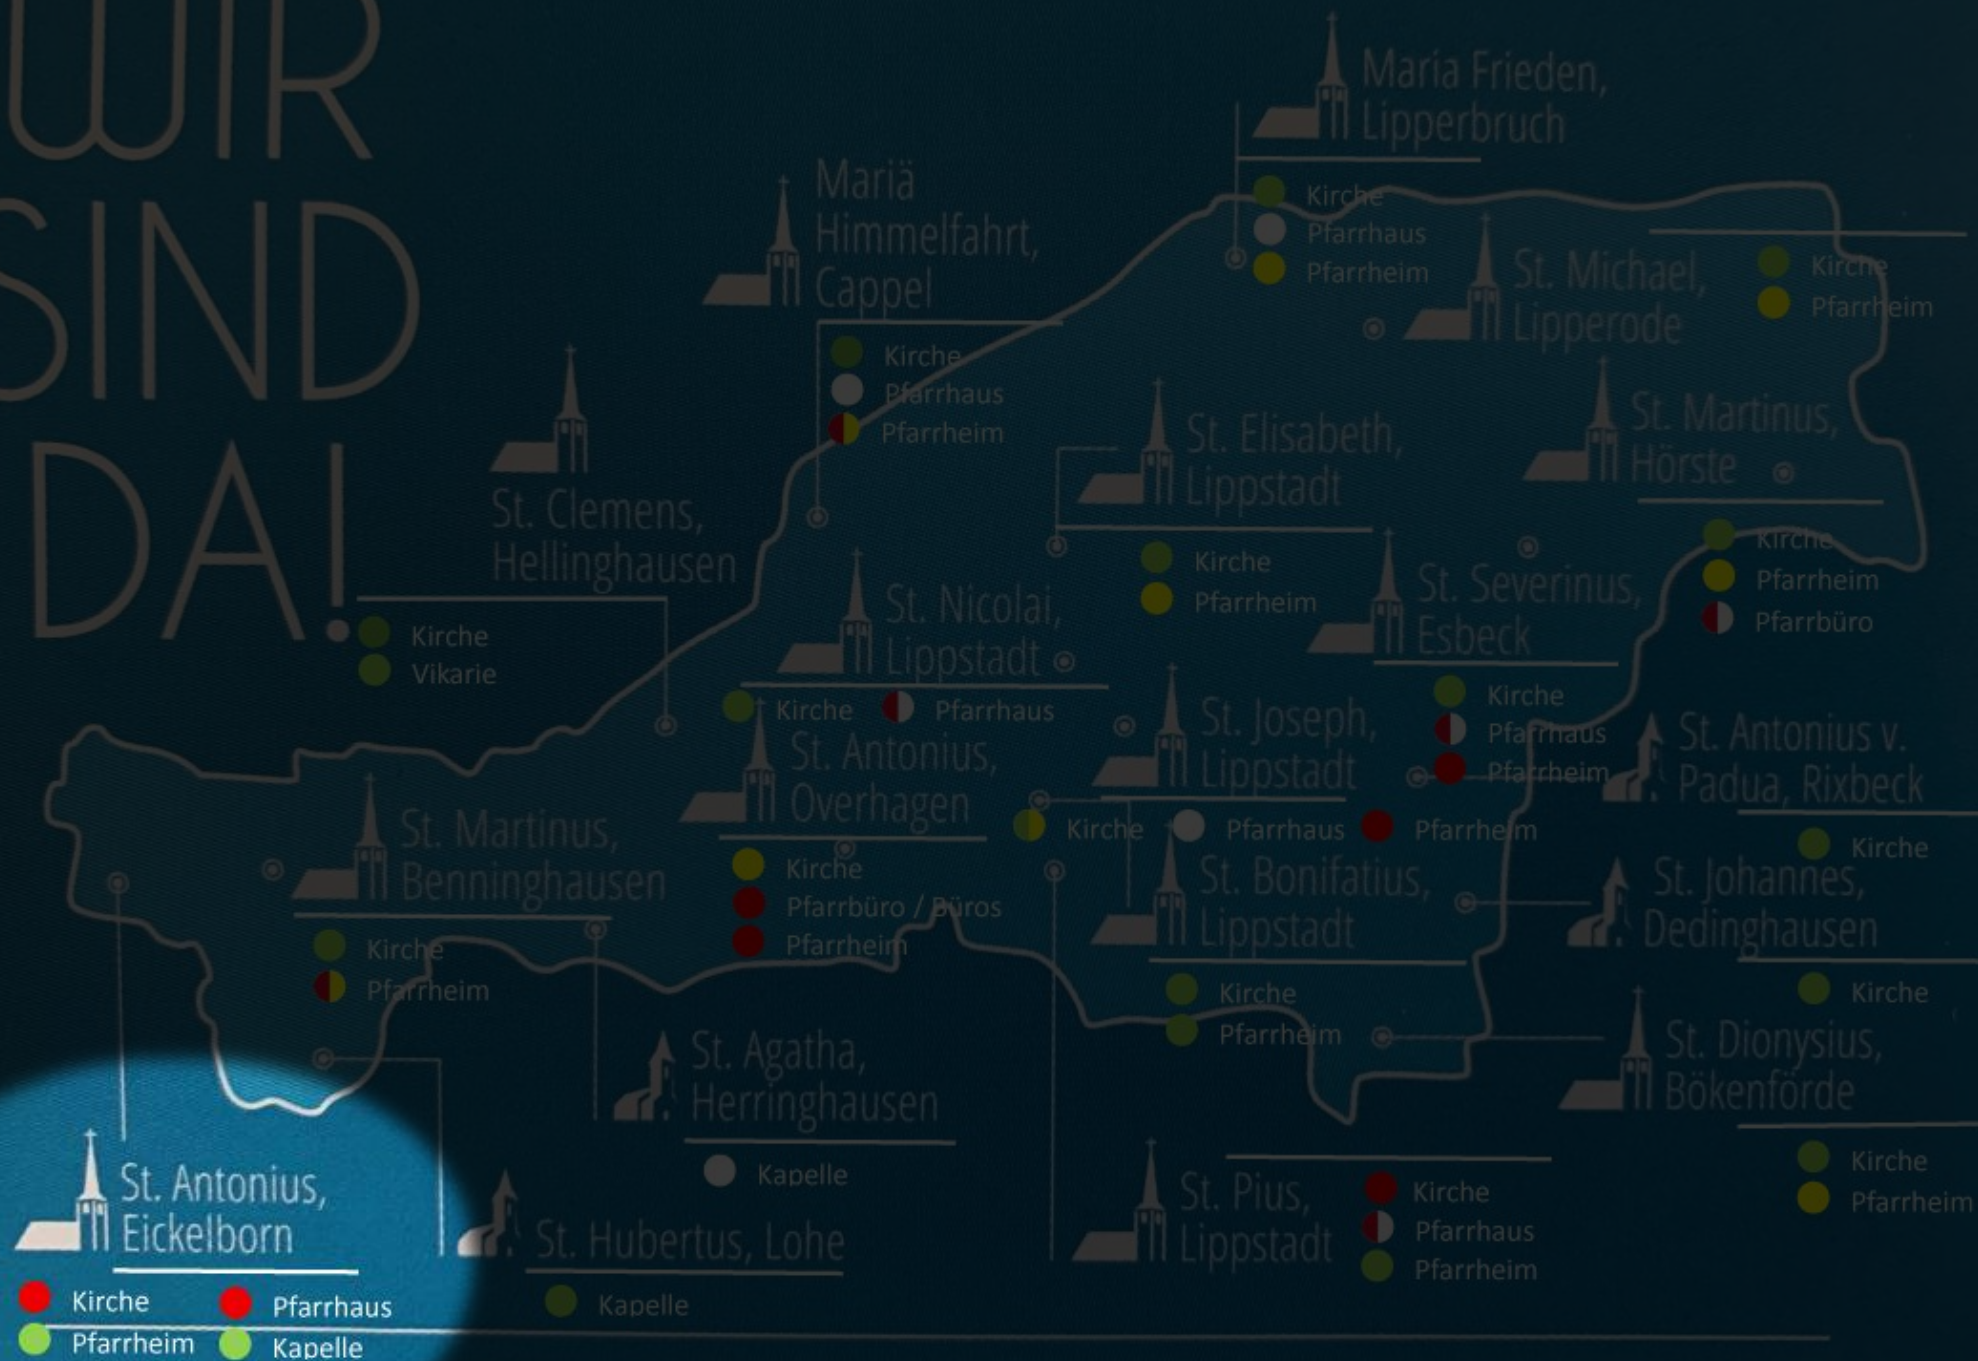 WIR
SIND
DA!
Maria Frieden,
Lipperbruch
Kirche
Pfarrhaus
Pfarrheim
Mariä
Himmelfahrt,
Cappel
Kirche
Pfarrhaus
Pfarrheim
St. Michael,
Lipperode
Kirche
Pfarrheim
St. Clemens,
Hellinghausen
Kirche
Vikarie
St. Elisabeth,
Lippstadt
Kirche
Pfarrheim
St. Martinus,
Hörste
Kirche
Pfarrheim
Pfarrbüro
St. Nicolai,
Lippstadt
Kirche Pfarrhaus
St. Severinus,
Esbeck
Kirche
Pfarrhaus
Pfarrheim
St. Antonius,
Overhagen
Kirche
Pfarrbüro / Büros
Pfarrheim
St. Joseph,
Lippstadt
Kirche Pfarrhaus Pfarrheim
St. Antonius v.
Padua, Rixbeck
Kirche
St. Martinus,
Benninghausen
Kirche
Pfarrheim
St. Bonifatius,
Lippstadt
Kirche
Pfarrheim
St. Johannes,
Dedinghausen
Kirche
St. Agatha,
Herringhausen
Kapelle
St. Dionysius,
Bökenförde
Kirche
Pfarrheim
St. Antonius,
Eickelborn
Kirche Pfarrhaus
Pfarrheim Kapelle
St. Hubertus, Lohe
Kapelle
St. Pius,
Lippstadt
Kirche
Pfarrhaus
Pfarrheim